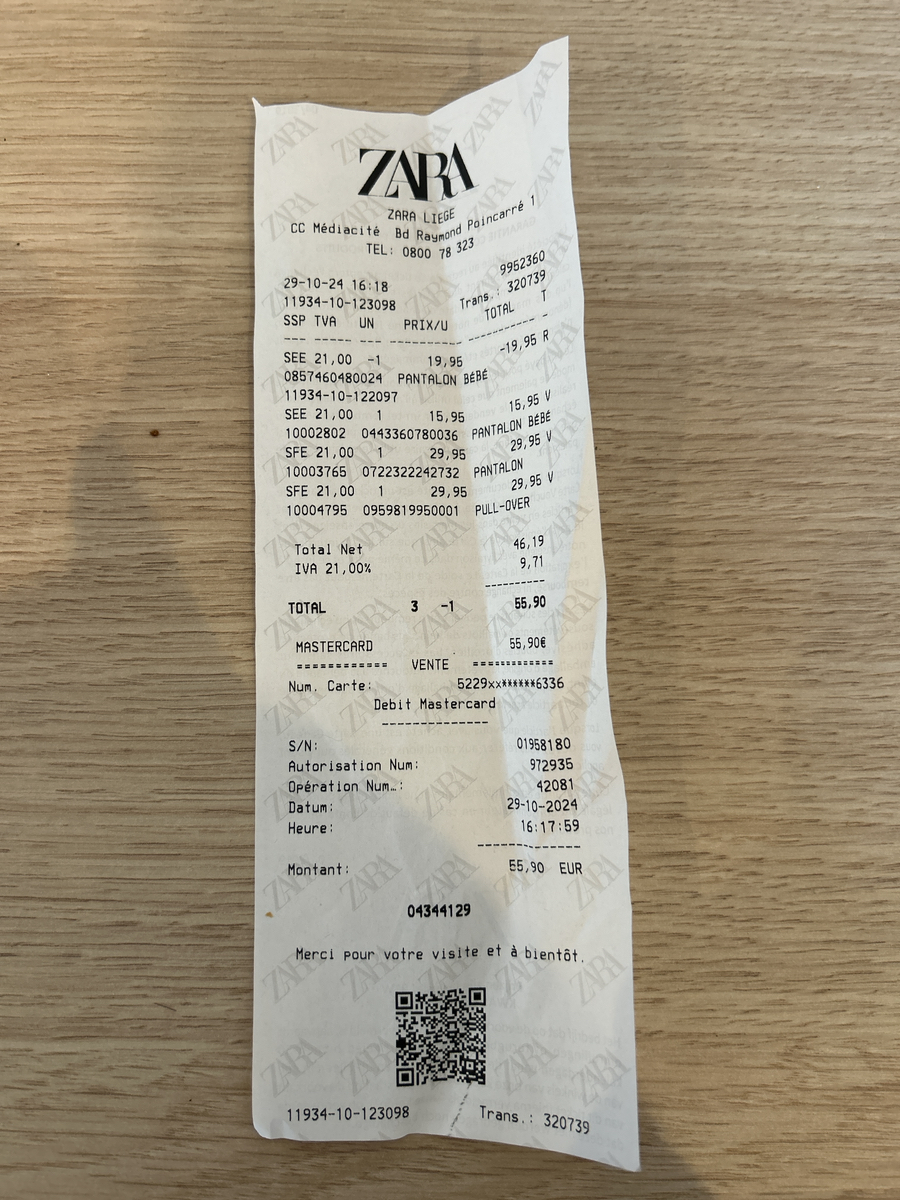 ZARA
ZARA LIEGE
CC Médiacité Bd Raymond Poincarré 1
TEL: 0800 78 323
9952360
29-10-24 16:18
11934-10-123098 Trans.: 320739
SSP TVA UN PRIX/U TOTAL T
--- ----- --- ---------- ---------- -
SEE 21,00 -1 19,95 -19,95 R
0857460480024 PANTALON BéBÉ
11934-10-122097
SEE 21,00 1 15,95 15,95 V
10002802 0443360780036 PANTALON BéBÉ
SFE 21,00 1 29,95 29,95 V
10003765 0722322242732 PANTALON
SFE 21,00 1 29,95 29,95 V
10004795 0959819950001 PULL-OVER
Total Net 46,19
IVA 21,00% 9,71
----------
TOTAL 3 -1 55,90
MASTERCARD 55,90€
============ VENTE ============
Num. Carte: 5229xx******6336
Debit Mastercard
--------------
S/N: 01958180
Autorisation Num: 972935
Opération Num…: 42081
Datum: 29-10-2024
Heure: 16:17:59
--------------
Montant: 55,90 EUR
04344129
Merci pour votre visite et à bientôt.
11934-10-123098 Trans.: 320739